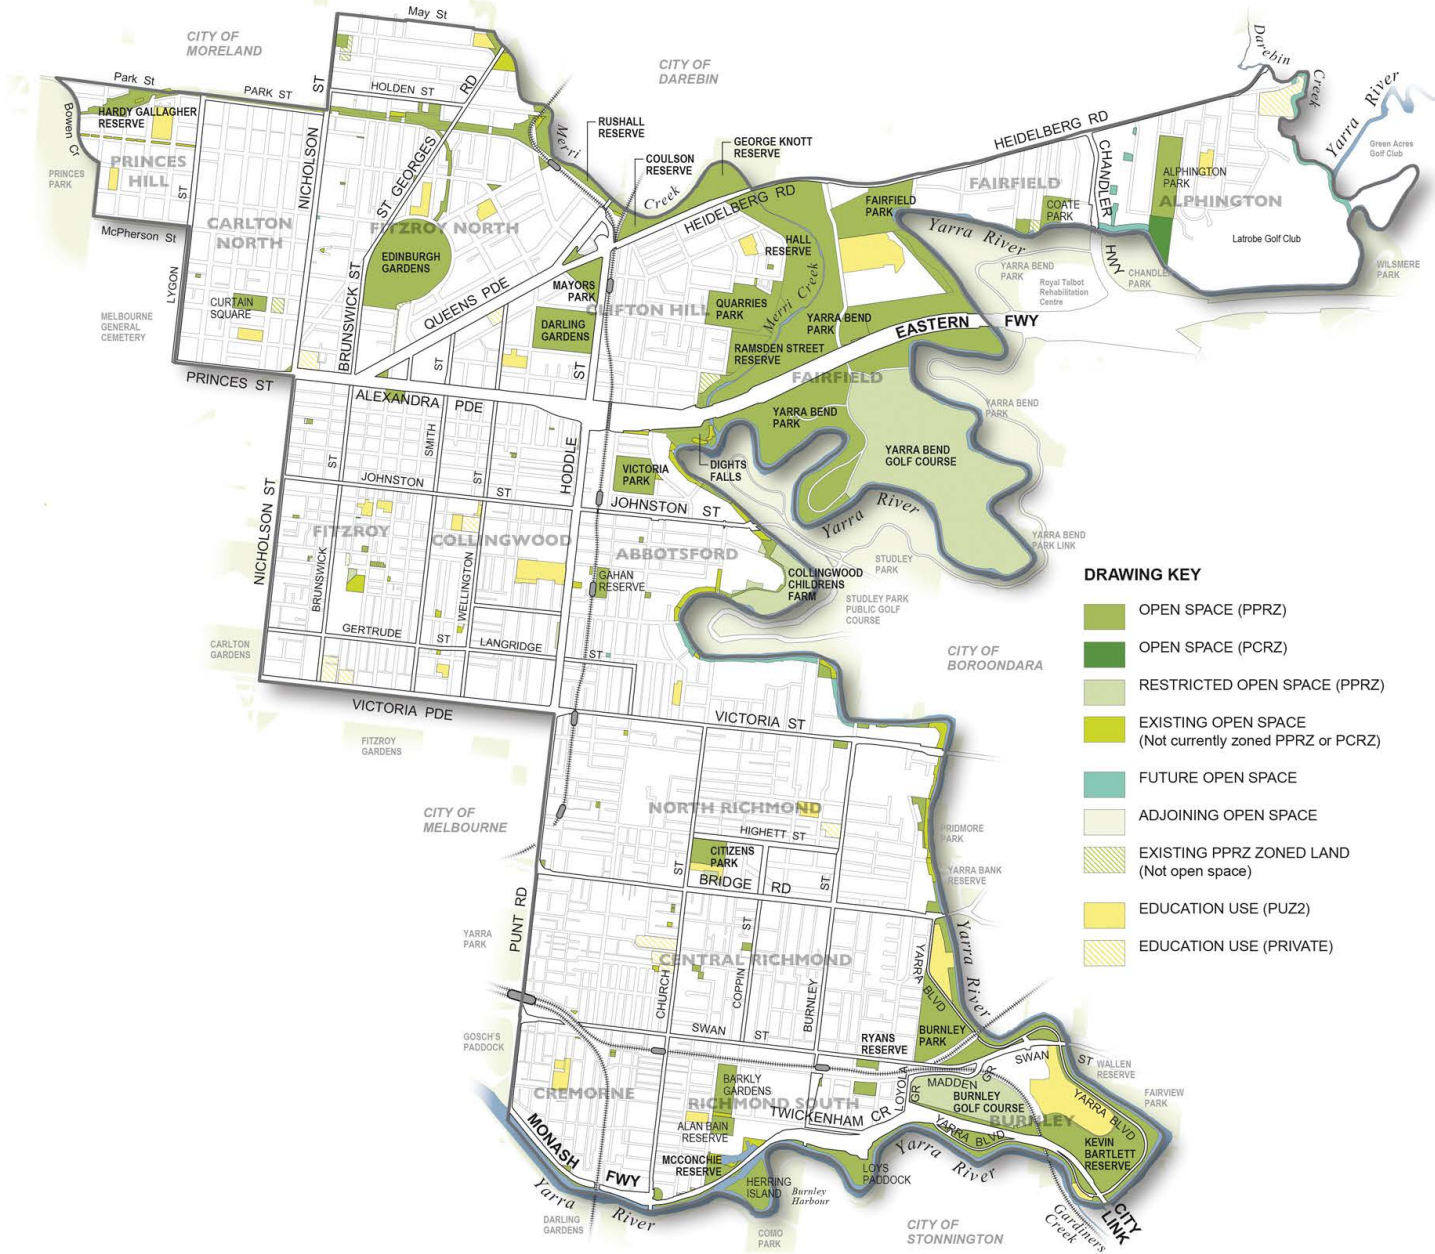 May St
CITY OF
MORELAND
CITY OF
DAREBIN
Darebin
Creek
Park St
PARK ST
ST
HOLDEN ST
RD
Yarra River
Bowen Cr
HARDY GALLAGHER
RESERVE
NICHOLSON
ST GEORGES
Merri
RUSHALL
RESERVE
GEORGE KNOTT
RESERVE
HEIDELBERG RD
CHANDLER
Green Acres
Golf Club
PRINCES
HILL
PRINCES
PARK
ST
COULSON
RESERVE
Creek
HEIDELBERG RD
FAIRFIELD
ALPHINGTON
PARK
ALPHINGTON
FAIRFIELD
PARK
COATE
PARK
McPherson St
CARLTON
NORTH
FITZROY NORTH
Yarra River
HALL
RESERVE
Latrobe Golf Club
HWY
EDINBURGH
GARDENS
LYGON
MAYORS
PARK
YARRA BEND
PARK
Royal Talbot
Rehabilitation
Centre
CHANDLER
PARK
WILSMERE
PARK
CURTAIN
SQUARE
BRUNSWICK ST
QUEENS PDE
CLIFTON HILL
QUARRIES
PARK
Merri Creek
YARRA BEND
PARK
EASTERN FWY
MELBOURNE
GENERAL
CEMETERY
DARLING
GARDENS
RAMSDEN STREET
RESERVE
FAIRFIELD
ST
ST
PRINCES ST
ALEXANDRA PDE
YARRA BEND
PARK
YARRA BEND
PARK
SMITH
HODDLE
YARRA BEND
GOLF COURSE
ST
ST
VICTORIA
PARK
DIGHTS
FALLS
JOHNSTON ST
JOHNSTON ST
NICHOLSON ST
Yarra River
FITZROY
COLLINGWOOD
ABBOTSFORD
YARRA BEND
PARK LINK
STUDLEY
PARK
BRUNSWICK
WELLINGTON
GAHAN
RESERVE
COLLINGWOOD
CHILDRENS
FARM
STUDLEY PARK
PUBLIC GOLF
COURSE
GERTRUDE ST
LANGRIDGE ST
CARLTON
GARDENS
CITY OF
BOROONDARA
VICTORIA PDE
VICTORIA ST
FITZROY
GARDENS
CITY OF
MELBOURNE
NORTH RICHMOND
HIGHETT ST
PRIDMORE
PARK
CITIZENS
PARK
ST
BRIDGE RD
ST
YARRA BANK
RESERVE
PUNT RD
YARRA
PARK
ST
CENTRAL RICHMOND
YARRA BLVD
Yarra River
CHURCH
COPPIN
BURNLEY
GOSCH'S
PADDOCK
SWAN ST
RYANS
RESERVE
BURNLEY
PARK
SWAN ST
WALLEN
RESERVE
FAIRVIEW
PARK
CREMORNE
BARKLY
GARDENS
RICHMOND SOUTH
LOYOLA
GR
MADDEN GR
BURNLEY
GOLF COURSE
BURNLEY
YARRA BLVD
TWICKENHAM CR
ALAN BAIN
RESERVE
YARRA BLVD
MONASH
FWY
MCCONCHIE
RESERVE
KEVIN
BARTLETT
RESERVE
LOYS
PADDOCK
Yarra River
HERRING
ISLAND
Burnley
Harbour
Yarra River
DARLING
GARDENS
COMO
PARK
CITY OF
STONNINGTON
Gardiners
Creek
CITY
LINK
DRAWING KEY
OPEN SPACE (PPRZ)
OPEN SPACE (PCRZ)
RESTRICTED OPEN SPACE (PPRZ)
EXISTING OPEN SPACE
(Not currently zoned PPRZ or PCRZ)
FUTURE OPEN SPACE
ADJOINING OPEN SPACE
EXISTING PPRZ ZONED LAND
(Not open space)
EDUCATION USE (PUZ2)
EDUCATION USE (PRIVATE)